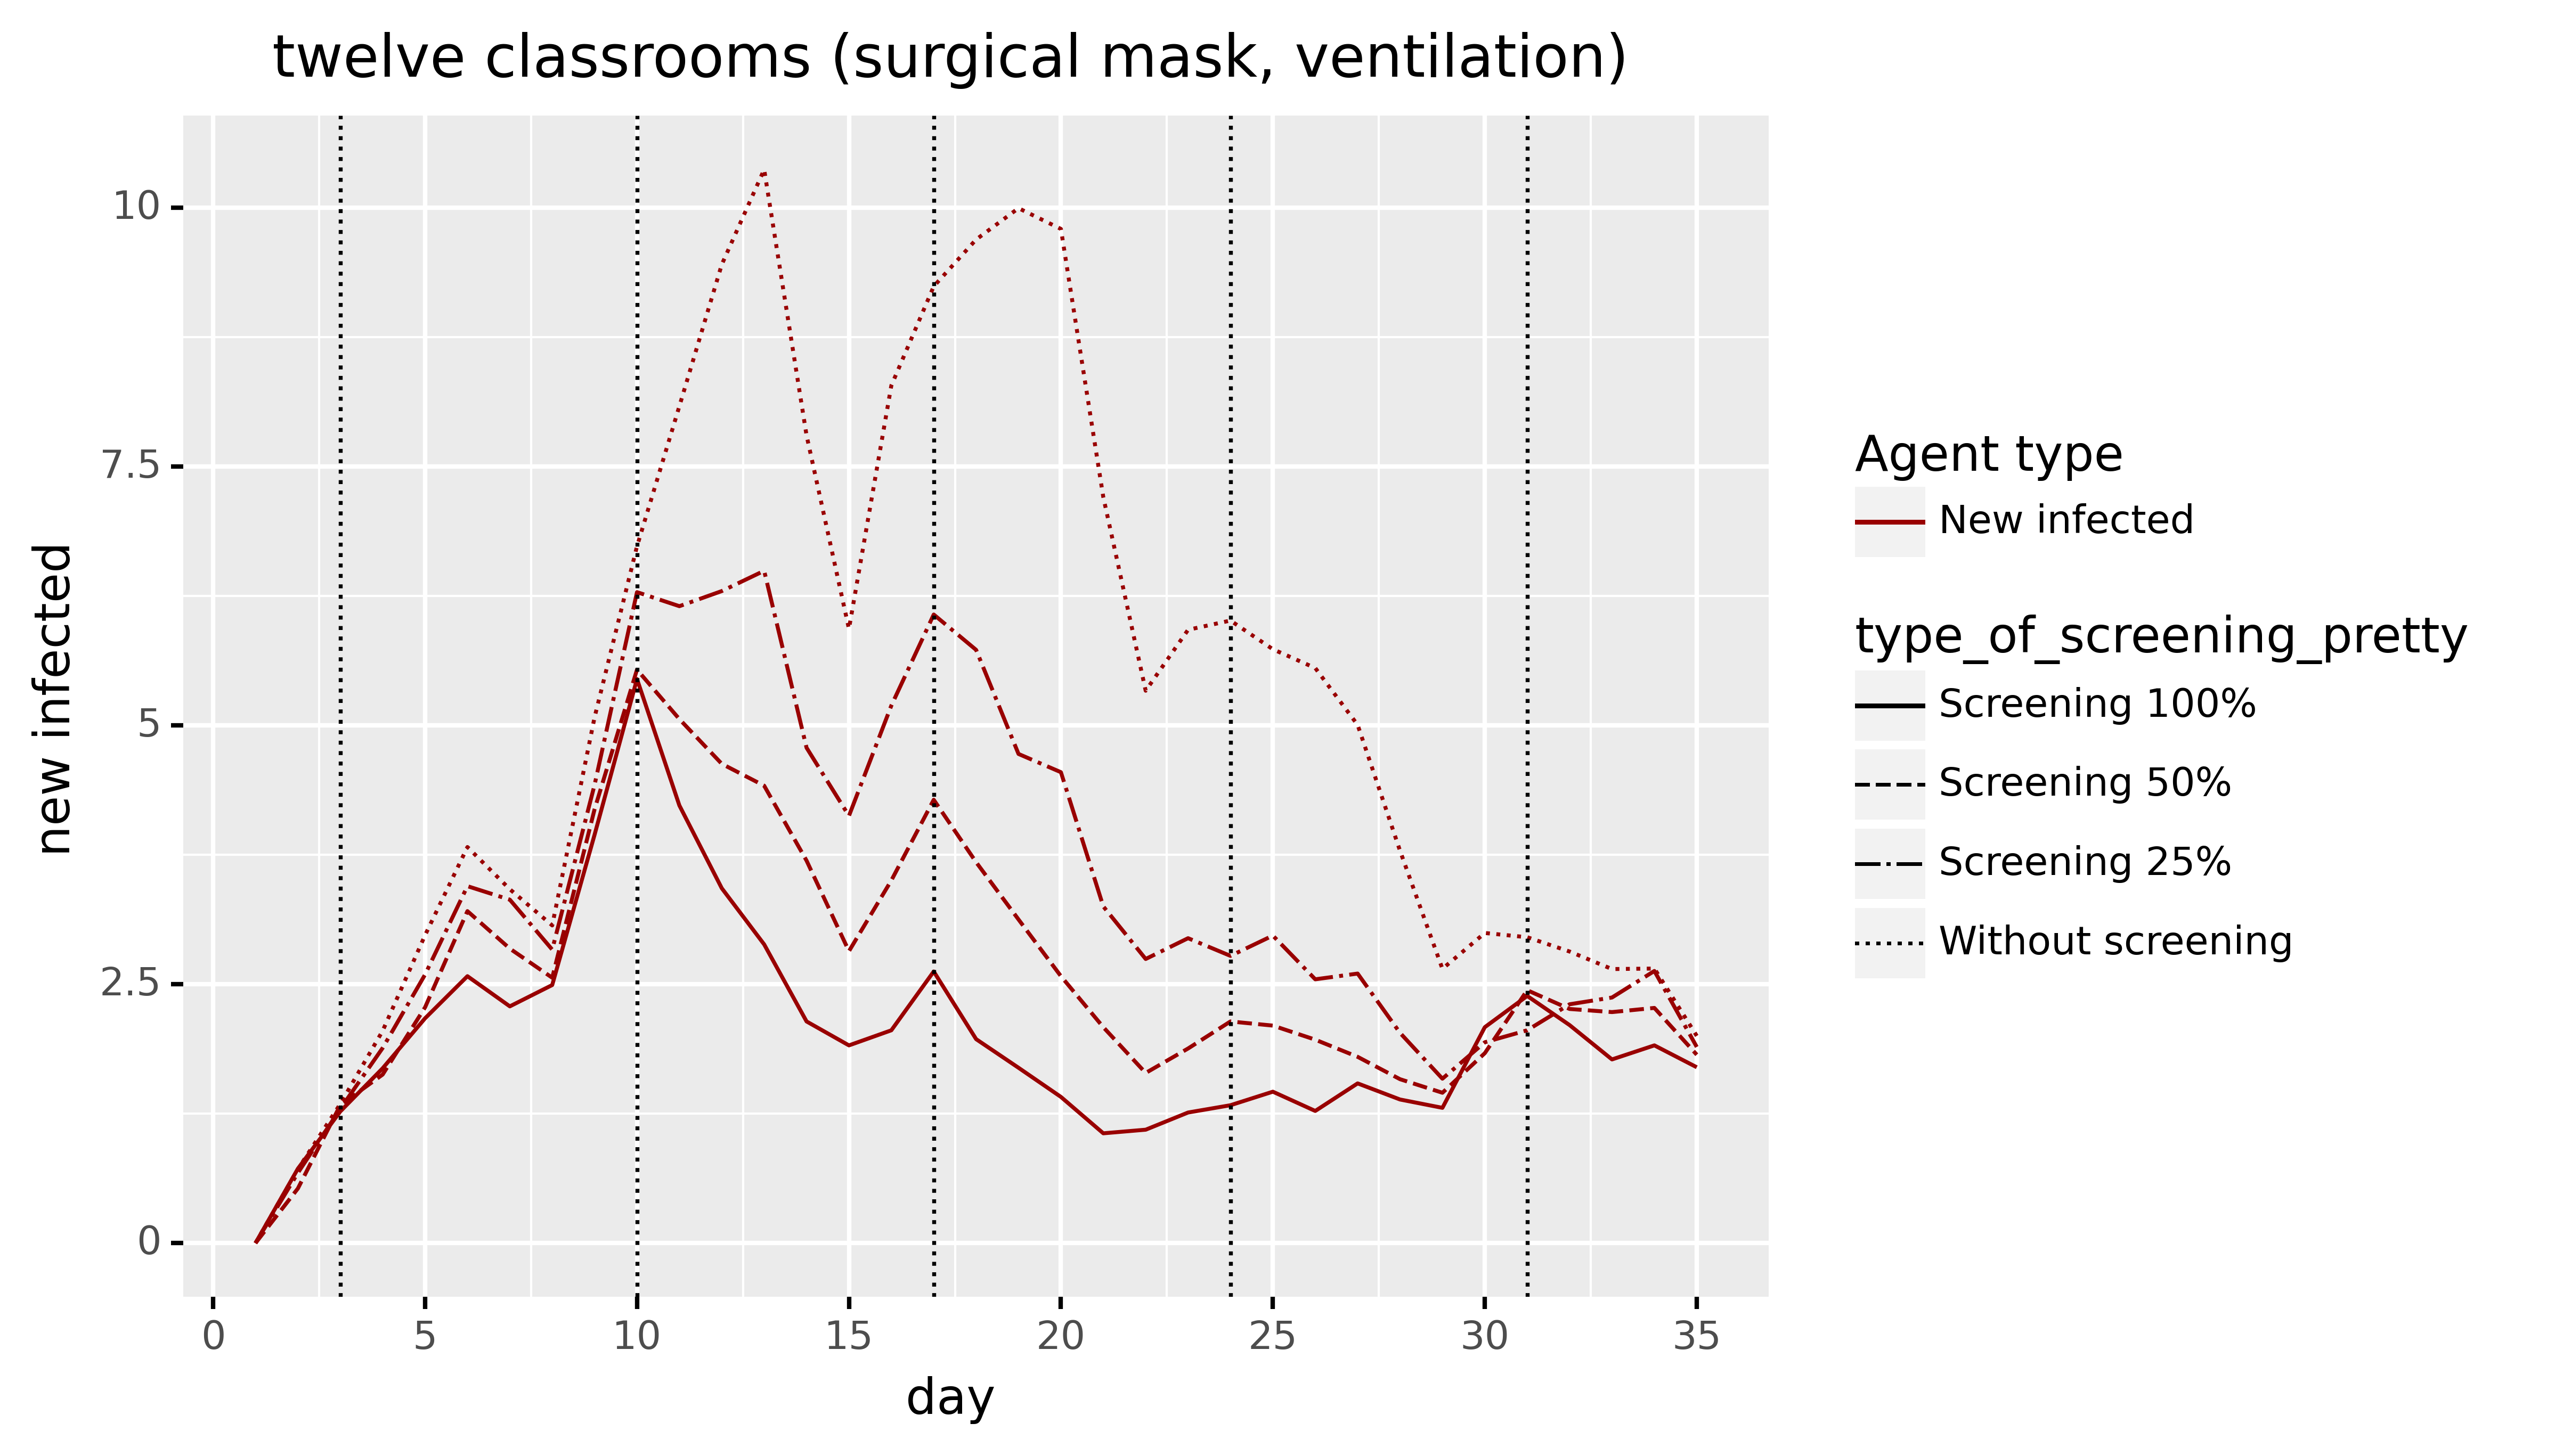 twelve classrooms (surgical mask, ventilation)
new infected
10
7.5
5
2.5
0
0 5 10 15 20 25 30 35
day
Agent type
New infected
type_of_screening_pretty
Screening 100%
Screening 50%
Screening 25%
Without screening